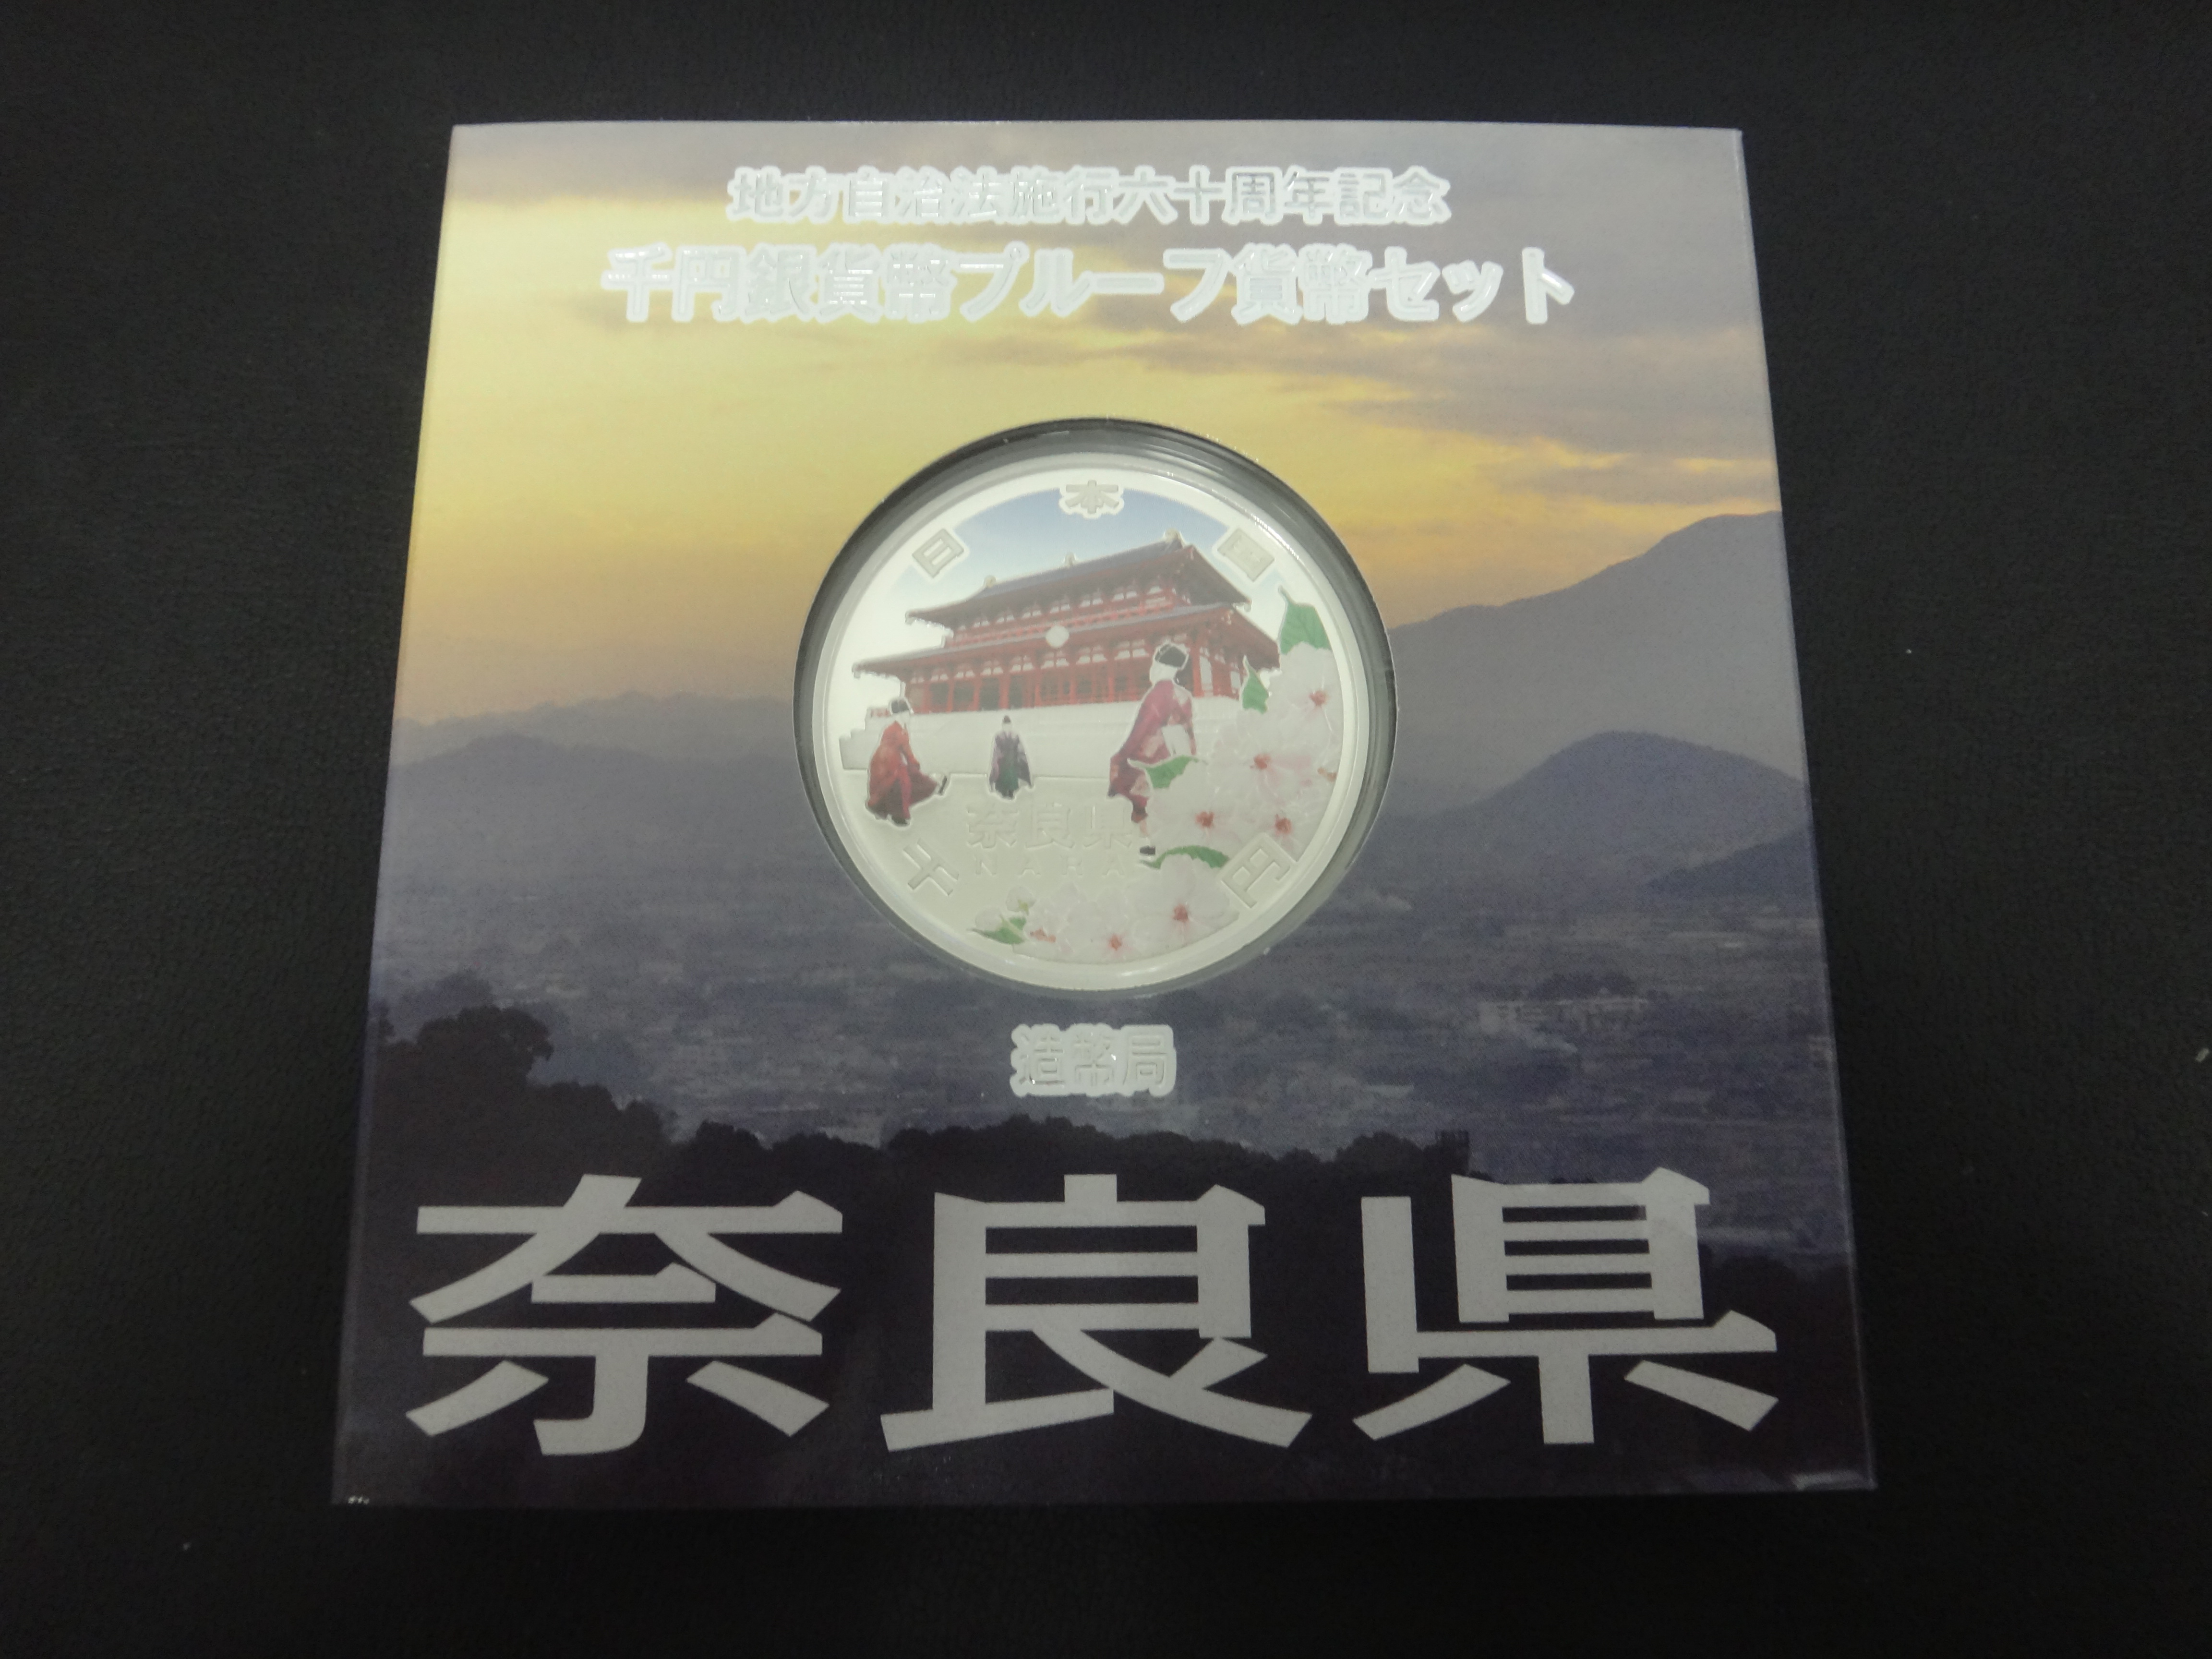 地方自治法施行六十周年記念
千円銀貨幣プルーフ貨幣セット
日本国
奈良県
NARA
千円
造幣局
奈良県